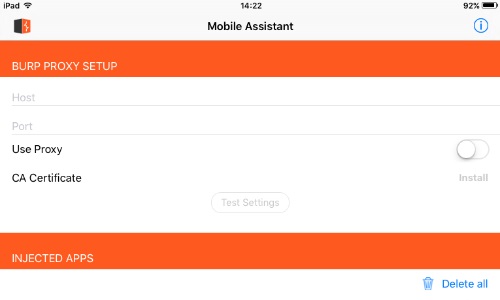 iPad 14:22 92%
Mobile Assistant
BURP PROXY SETUP
Host
Port
Use Proxy
CA Certificate Install
Test Settings
INJECTED APPS
Delete all